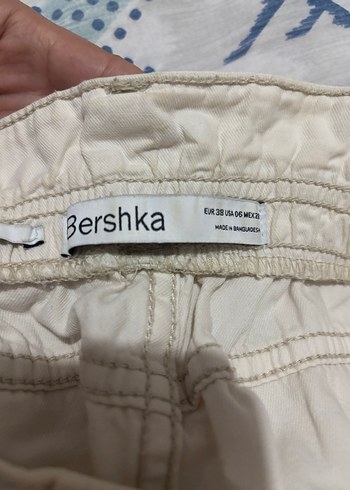 Bershka
EUR 38 USA 06 MEX 28
MADE IN BANGLADESH